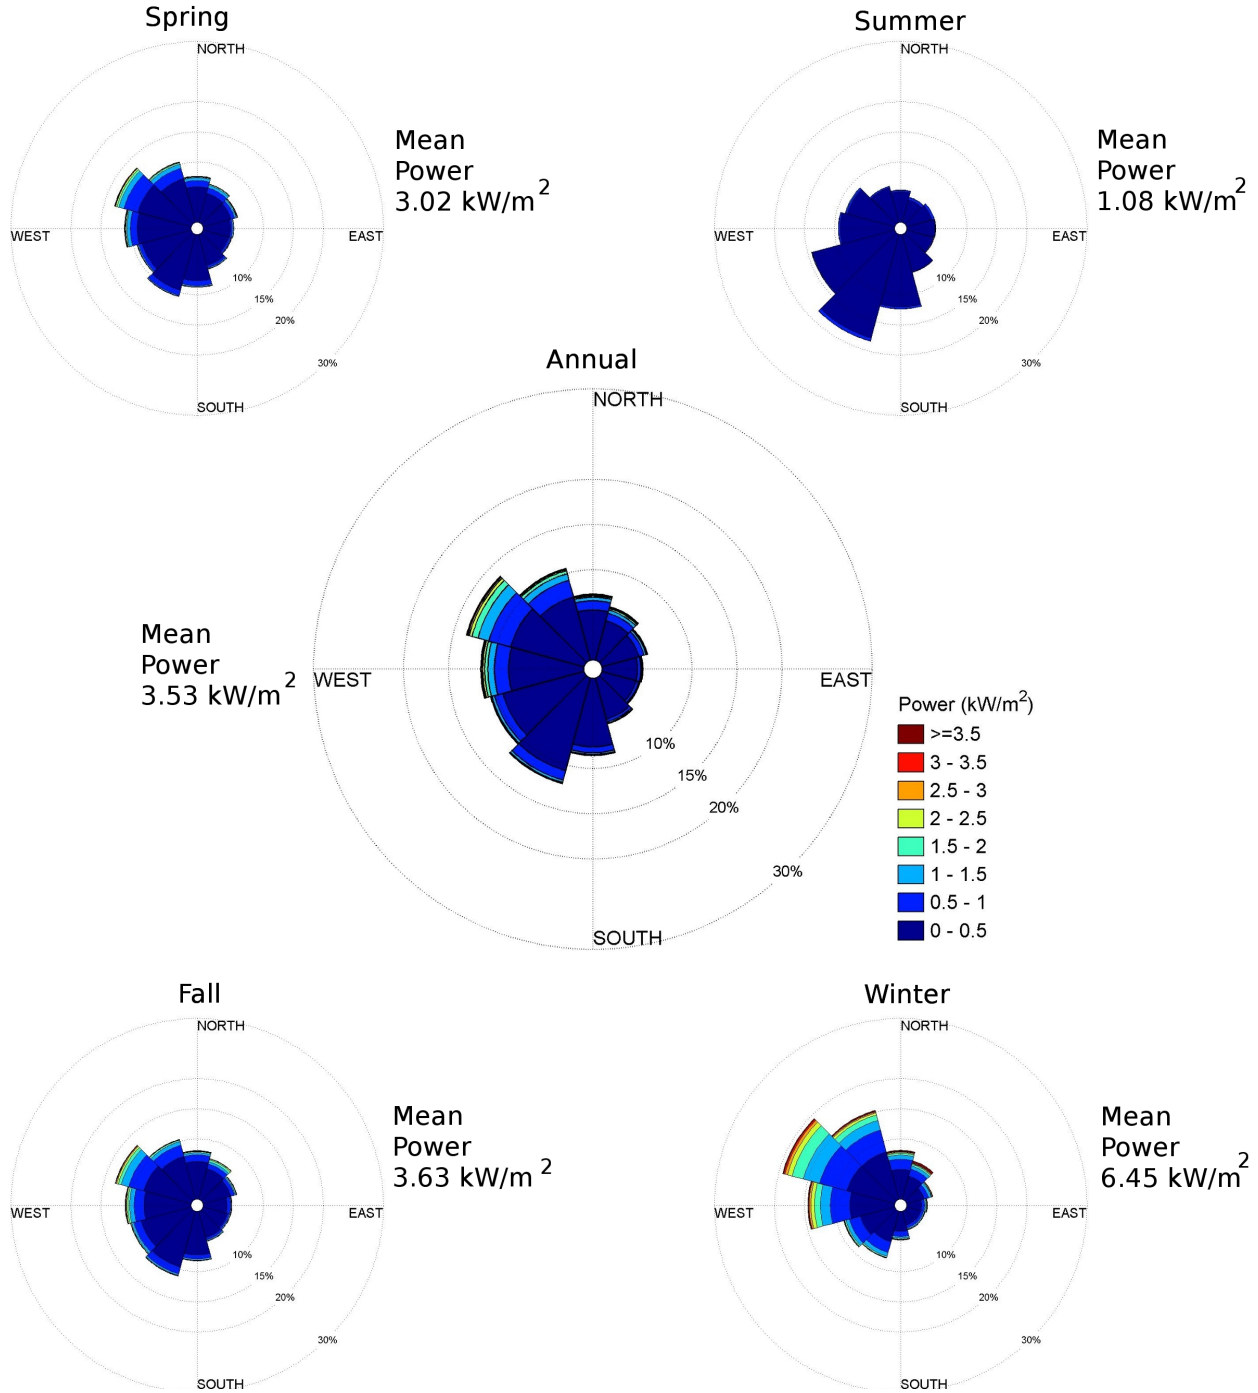 Spring
NORTH
WEST
EAST
SOUTH
10%
15%
20%
30%
Mean
Power
3.02 kW/m2
Summer
NORTH
WEST
EAST
SOUTH
10%
15%
20%
30%
Mean
Power
1.08 kW/m2
Annual
NORTH
WEST
EAST
SOUTH
10%
15%
20%
30%
Mean
Power
3.53 kW/m2
Power (kW/m2)
>=3.5
3 - 3.5
2.5 - 3
2 - 2.5
1.5 - 2
1 - 1.5
0.5 - 1
0 - 0.5
Fall
NORTH
WEST
EAST
SOUTH
10%
15%
20%
30%
Mean
Power
3.63 kW/m2
Winter
NORTH
WEST
EAST
SOUTH
10%
15%
20%
30%
Mean
Power
6.45 kW/m2